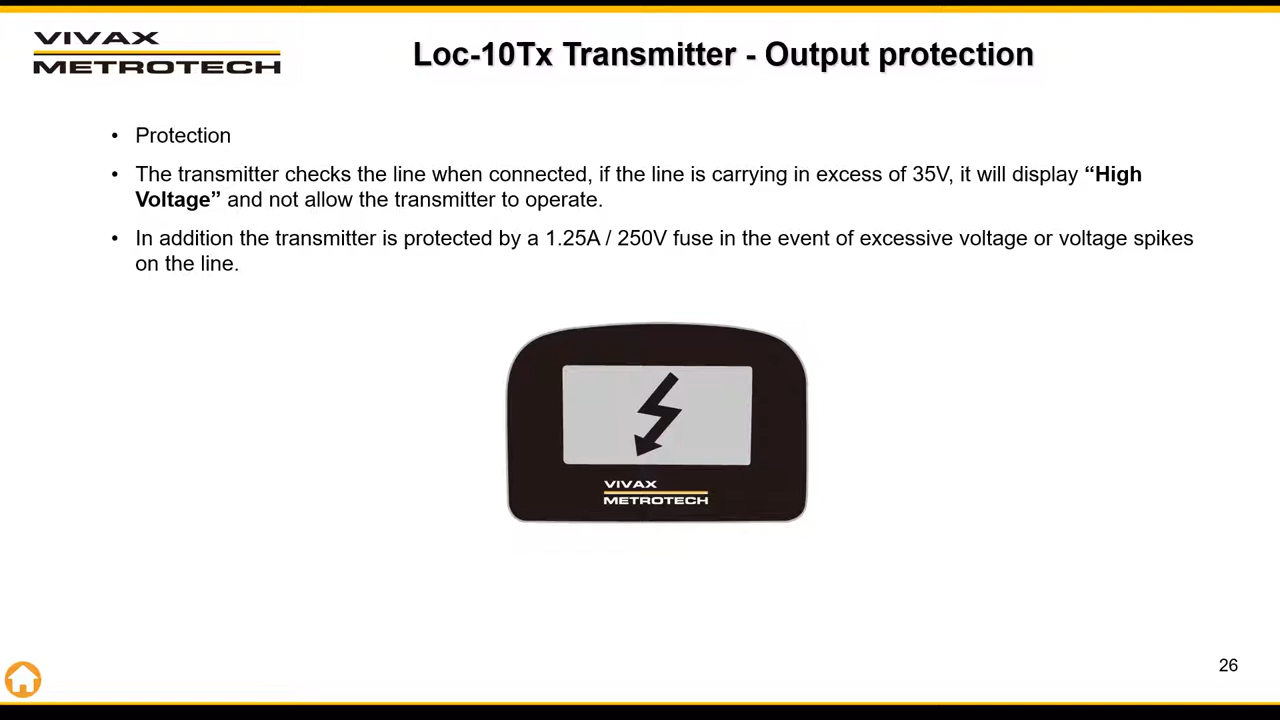 VIVAX
METROTECH
Loc-10Tx Transmitter - Output protection
• Protection
• The transmitter checks the line when connected, if the line is carrying in excess of 35V, it will display “High
Voltage” and not allow the transmitter to operate.
• In addition the transmitter is protected by a 1.25A / 250V fuse in the event of excessive voltage or voltage spikes
on the line.
VIVAX
METROTECH
26